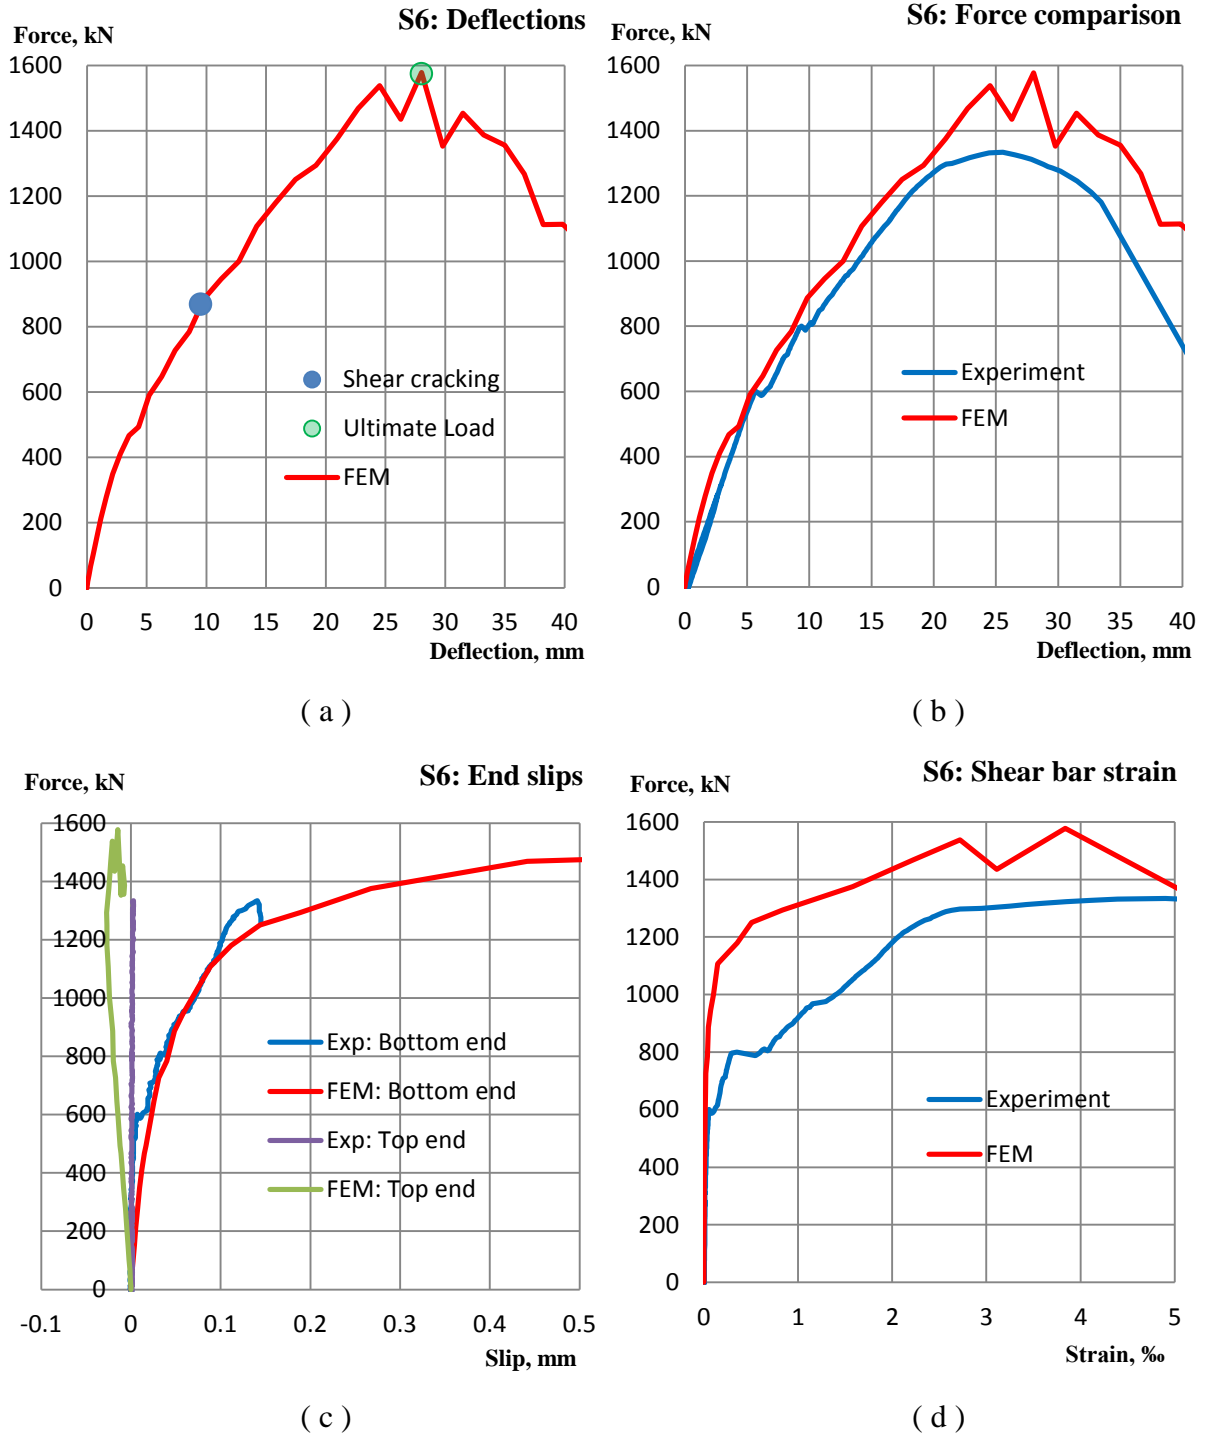 S6: Deflections
Force, kN
1600
1400
1200
1000
800
600
400
200
0
0 5 10 15 20 25 30 35 40
Deflection, mm
Shear cracking
Ultimate Load
FEM
( a )
S6: Force comparison
Force, kN
1600
1400
1200
1000
800
600
400
200
0
0 5 10 15 20 25 30 35 40
Deflection, mm
Experiment
FEM
( b )
S6: End slips
Force, kN
1600
1400
1200
1000
800
600
400
200
0
-0.1 0 0.1 0.2 0.3 0.4 0.5
Slip, mm
Exp: Bottom end
FEM: Bottom end
Exp: Top end
FEM: Top end
( c )
S6: Shear bar strain
Force, kN
1600
1400
1200
1000
800
600
400
200
0
0 1 2 3 4 5
Strain, ‰
Experiment
FEM
( d )